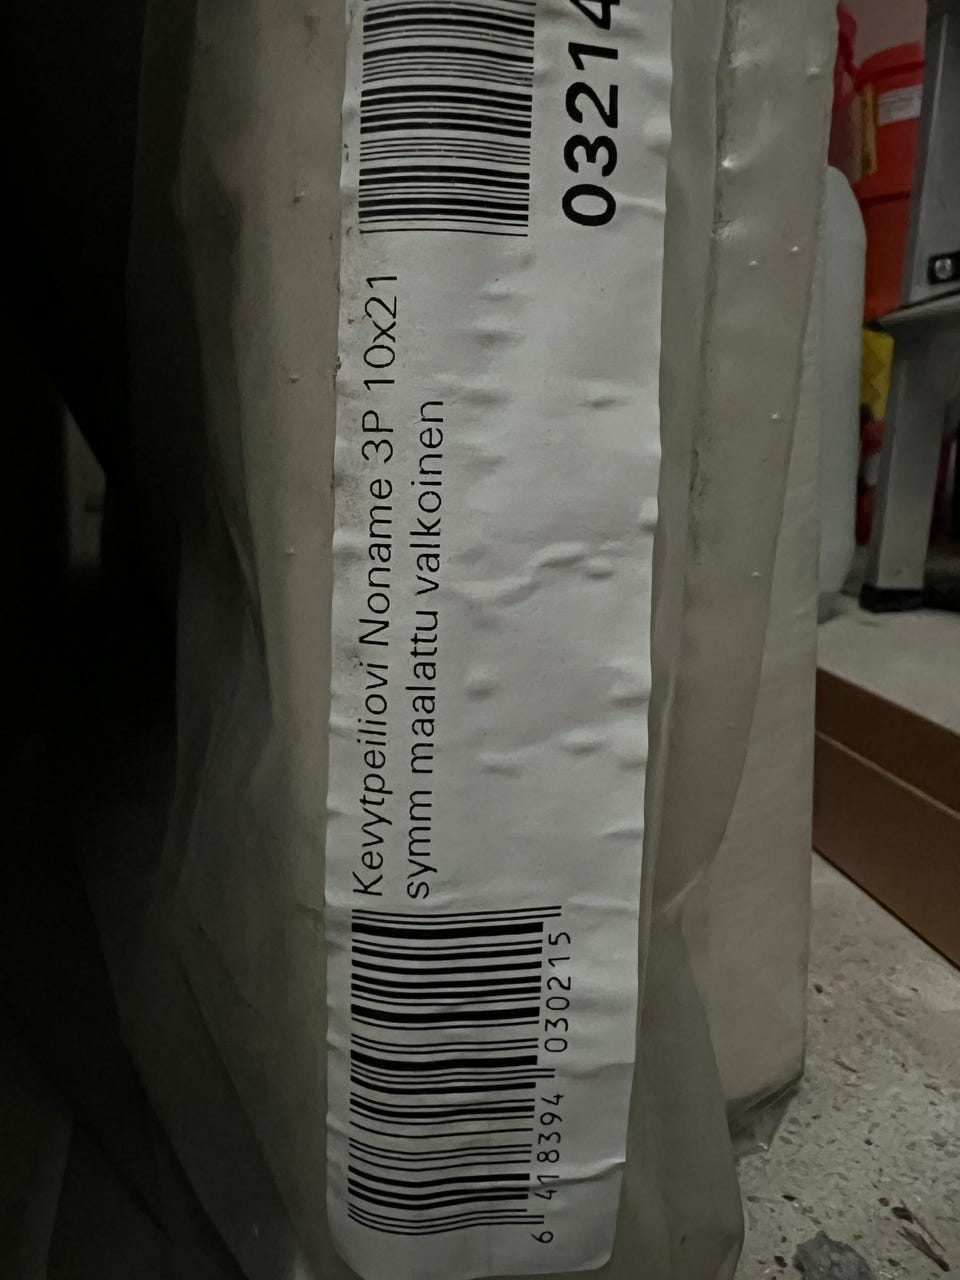 03214
Kevytpeiliovi Noname 3P 10x21
symm maalattu valkoinen
6 418394 030215